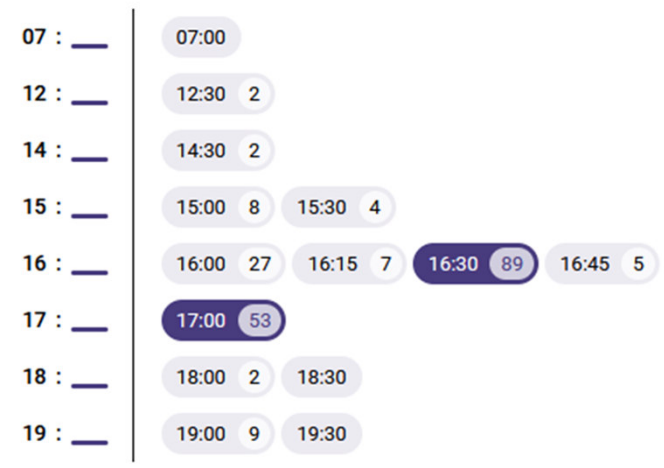 07 : __ 07:00
12 : __ 12:30 2
14 : __ 14:30 2
15 : __ 15:00 8 15:30 4
16 : __ 16:00 27 16:15 7 16:30 89 16:45 5
17 : __ 17:00 53
18 : __ 18:00 2 18:30
19 : __ 19:00 9 19:30